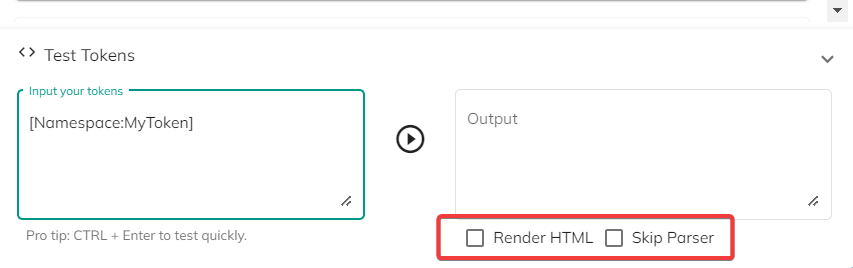 Test Tokens
Input your tokens
[Namespace:MyToken]
Output
Pro tip: CTRL + Enter to test quickly.
Render HTML
Skip Parser